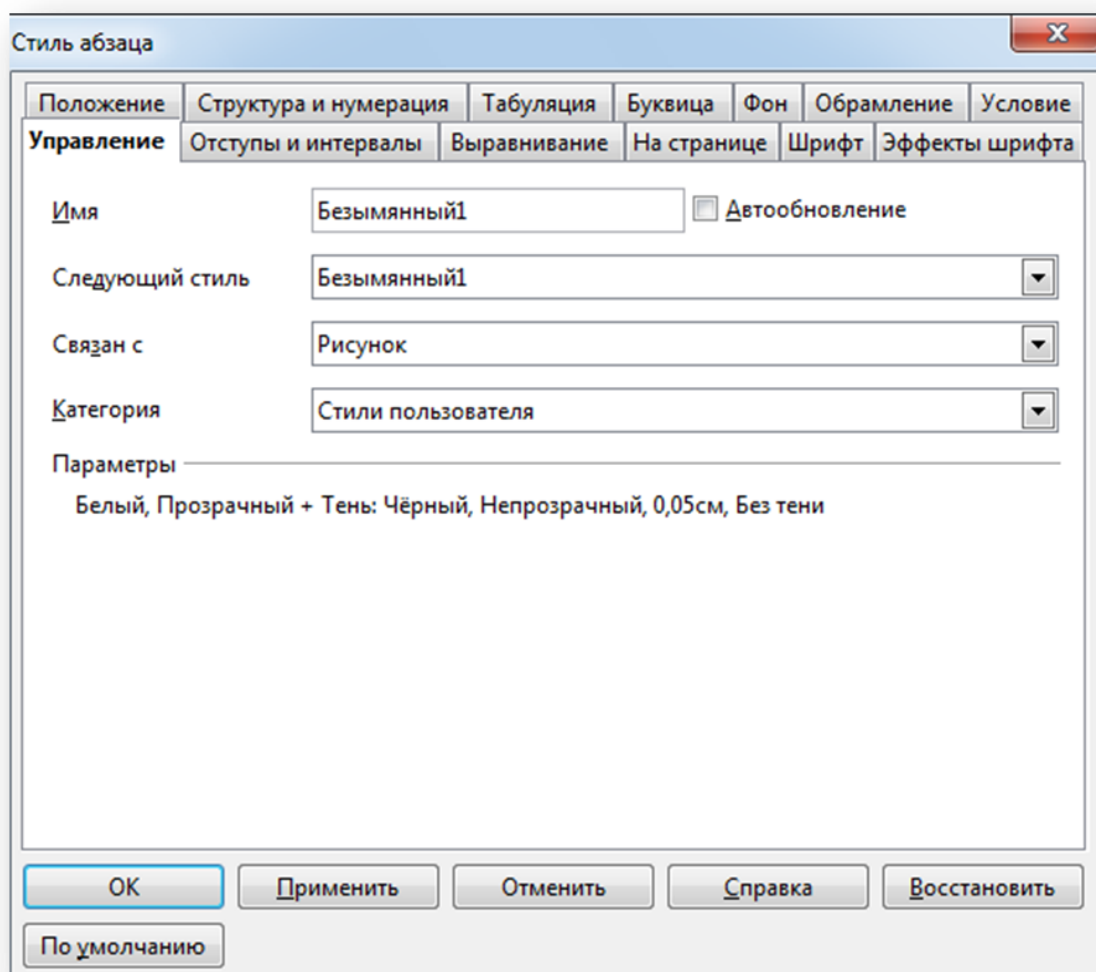 Стиль абзаца
Положение Структура и нумерация Табуляция Буквица Фон Обрамление Условие
Управление Отступы и интервалы Выравнивание На странице Шрифт Эффекты шрифта
Имя Безымянный1 Автообновление
Следующий стиль Безымянный1
Связан с Рисунок
Категория Стили пользователя
Параметры
Белый, Прозрачный + Тень: Чёрный, Непрозрачный, 0,05см, Без тени
ОК Применить Отменить Справка Восстановить
По умолчанию